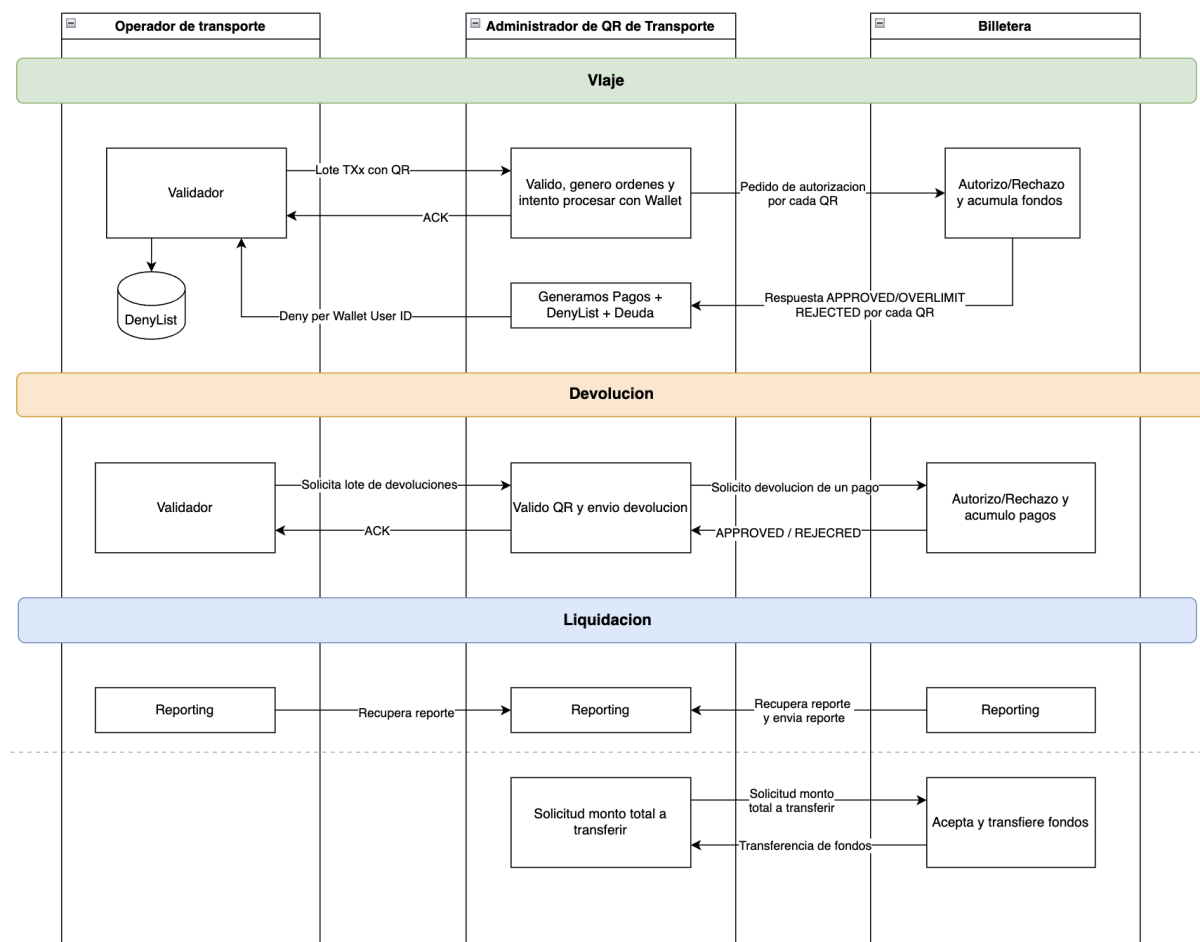 Operador de transporte
Administrador de QR de Transporte
Billetera
VIaje
Validador
Lote TXx con QR
ACK
Valido, genero ordenes y
intento procesar con Wallet
Pedido de autorizacion
por cada QR
Autorizo/Rechazo
y acumula fondos
DenyList
Deny per Wallet User ID
Generamos Pagos +
DenyList + Deuda
Respuesta APPROVED/OVERLIMIT
REJECTED por cada QR
Devolucion
Validador
Solicita lote de devoluciones
ACK
Valido QR y envio devolucion
Solicito devolucion de un pago
APPROVED / REJECRED
Autorizo/Rechazo y
acumulo pagos
Liquidacion
Reporting
Recupera reporte
Reporting
Recupera reporte
y envia reporte
Reporting
Solicitud monto total a
transferir
Solicitud monto
total a transferir
Transferencia de fondos
Acepta y transfiere fondos